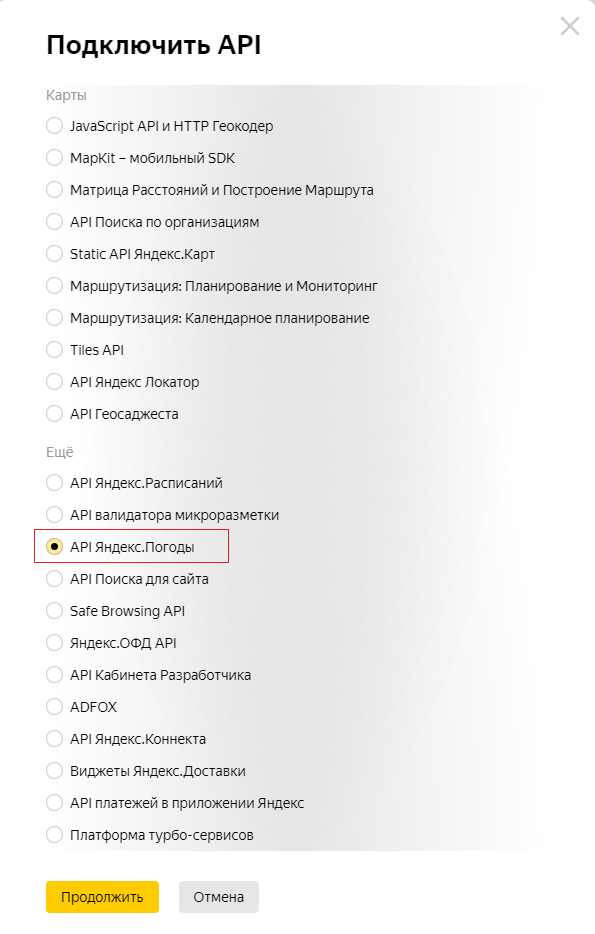 Подключить API
Карты
JavaScript API и HTTP Геокодер
MapKit – мобильный SDK
Матрица Расстояний и Построение Маршрута
API Поиска по организациям
Static API Яндекс.Карт
Маршрутизация: Планирование и Мониторинг
Маршрутизация: Календарное планирование
Tiles API
API Яндекс Локатор
API Геосаджеста
Ещё
API Яндекс.Расписаний
API валидатора микроразметки
API Яндекс.Погоды
API Поиска для сайта
Safe Browsing API
Яндекс.ОФД API
API Кабинета Разработчика
ADFOX
API Яндекс.Коннекта
Виджеты Яндекс.Доставки
API платежей в приложении Яндекс
Платформа турбо-сервисов
Продолжить Отмена